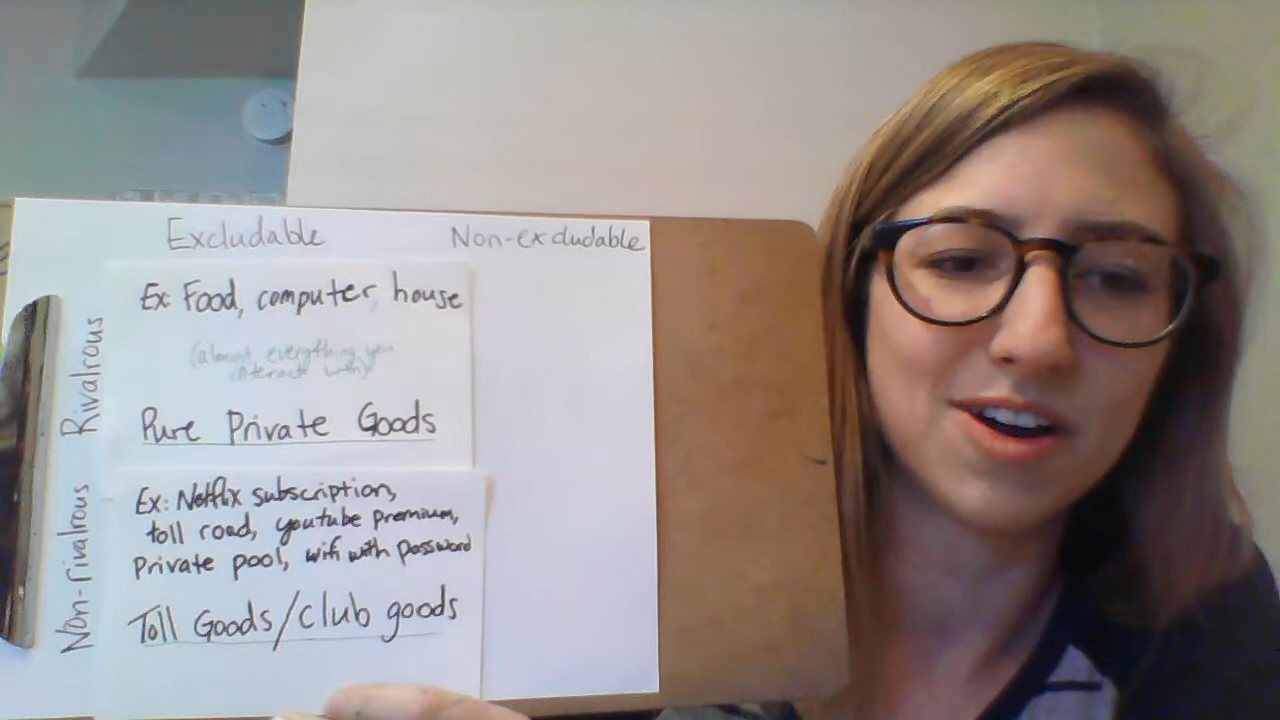 Excludable Non-excludable
Rivalrous
Ex: Food, computer, house
(almost everything you
interact with)
Pure Private Goods
Non-rivalrous
Ex: Netflix subscription,
toll road, youtube premium,
Private pool, wifi with password
Toll Goods/club goods